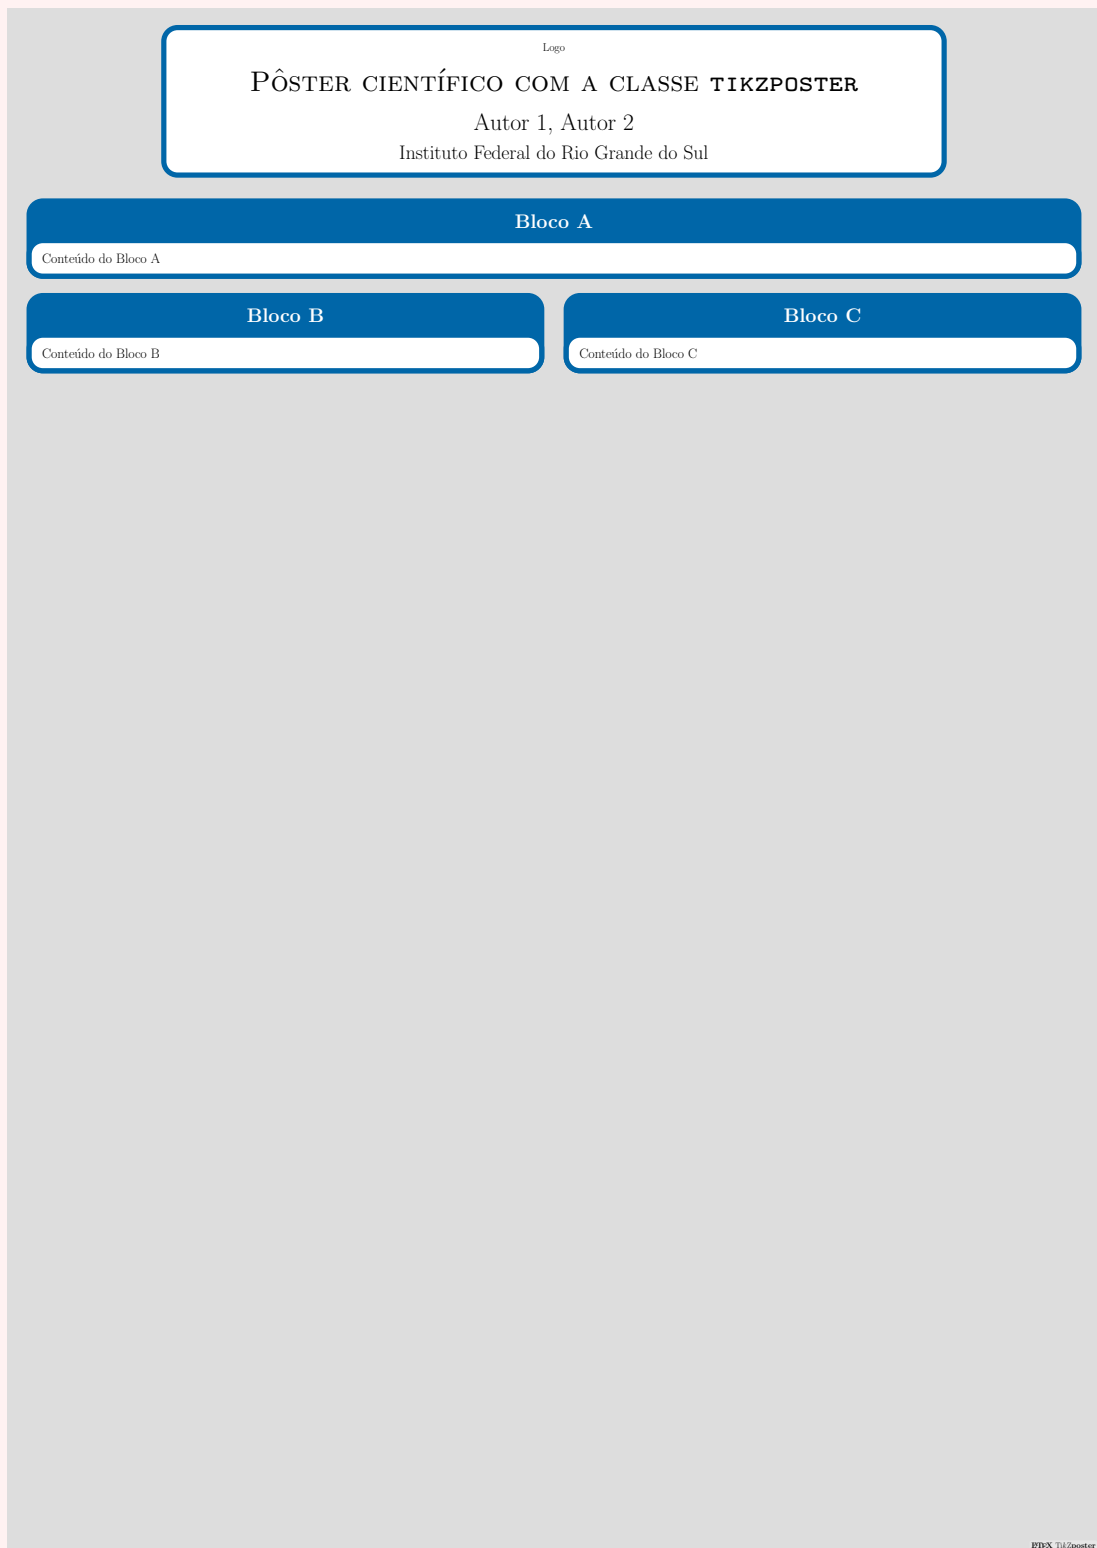 Logo
Pôster científico com a classe tikzposter
Autor 1, Autor 2
Instituto Federal do Rio Grande do Sul
Bloco A
Conteúdo do Bloco A
Bloco B
Conteúdo do Bloco B
Bloco C
Conteúdo do Bloco C
LATEX TikZposter